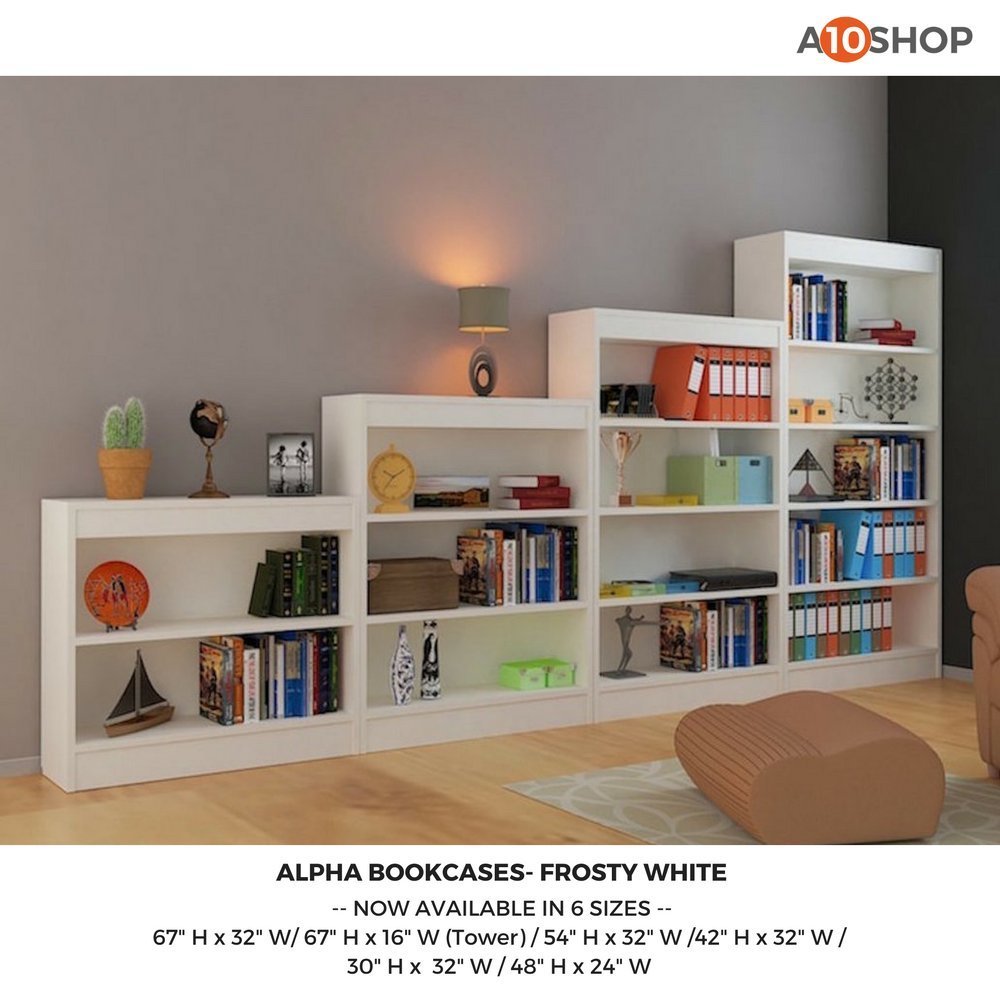 A10SHOP
ALPHA BOOKCASES- FROSTY WHITE
-- NOW AVAILABLE IN 6 SIZES --
67" H x 32" W/ 67" H x 16" W (Tower) / 54" H x 32" W /42" H x 32" W /
30" H x  32" W / 48" H x 24" W